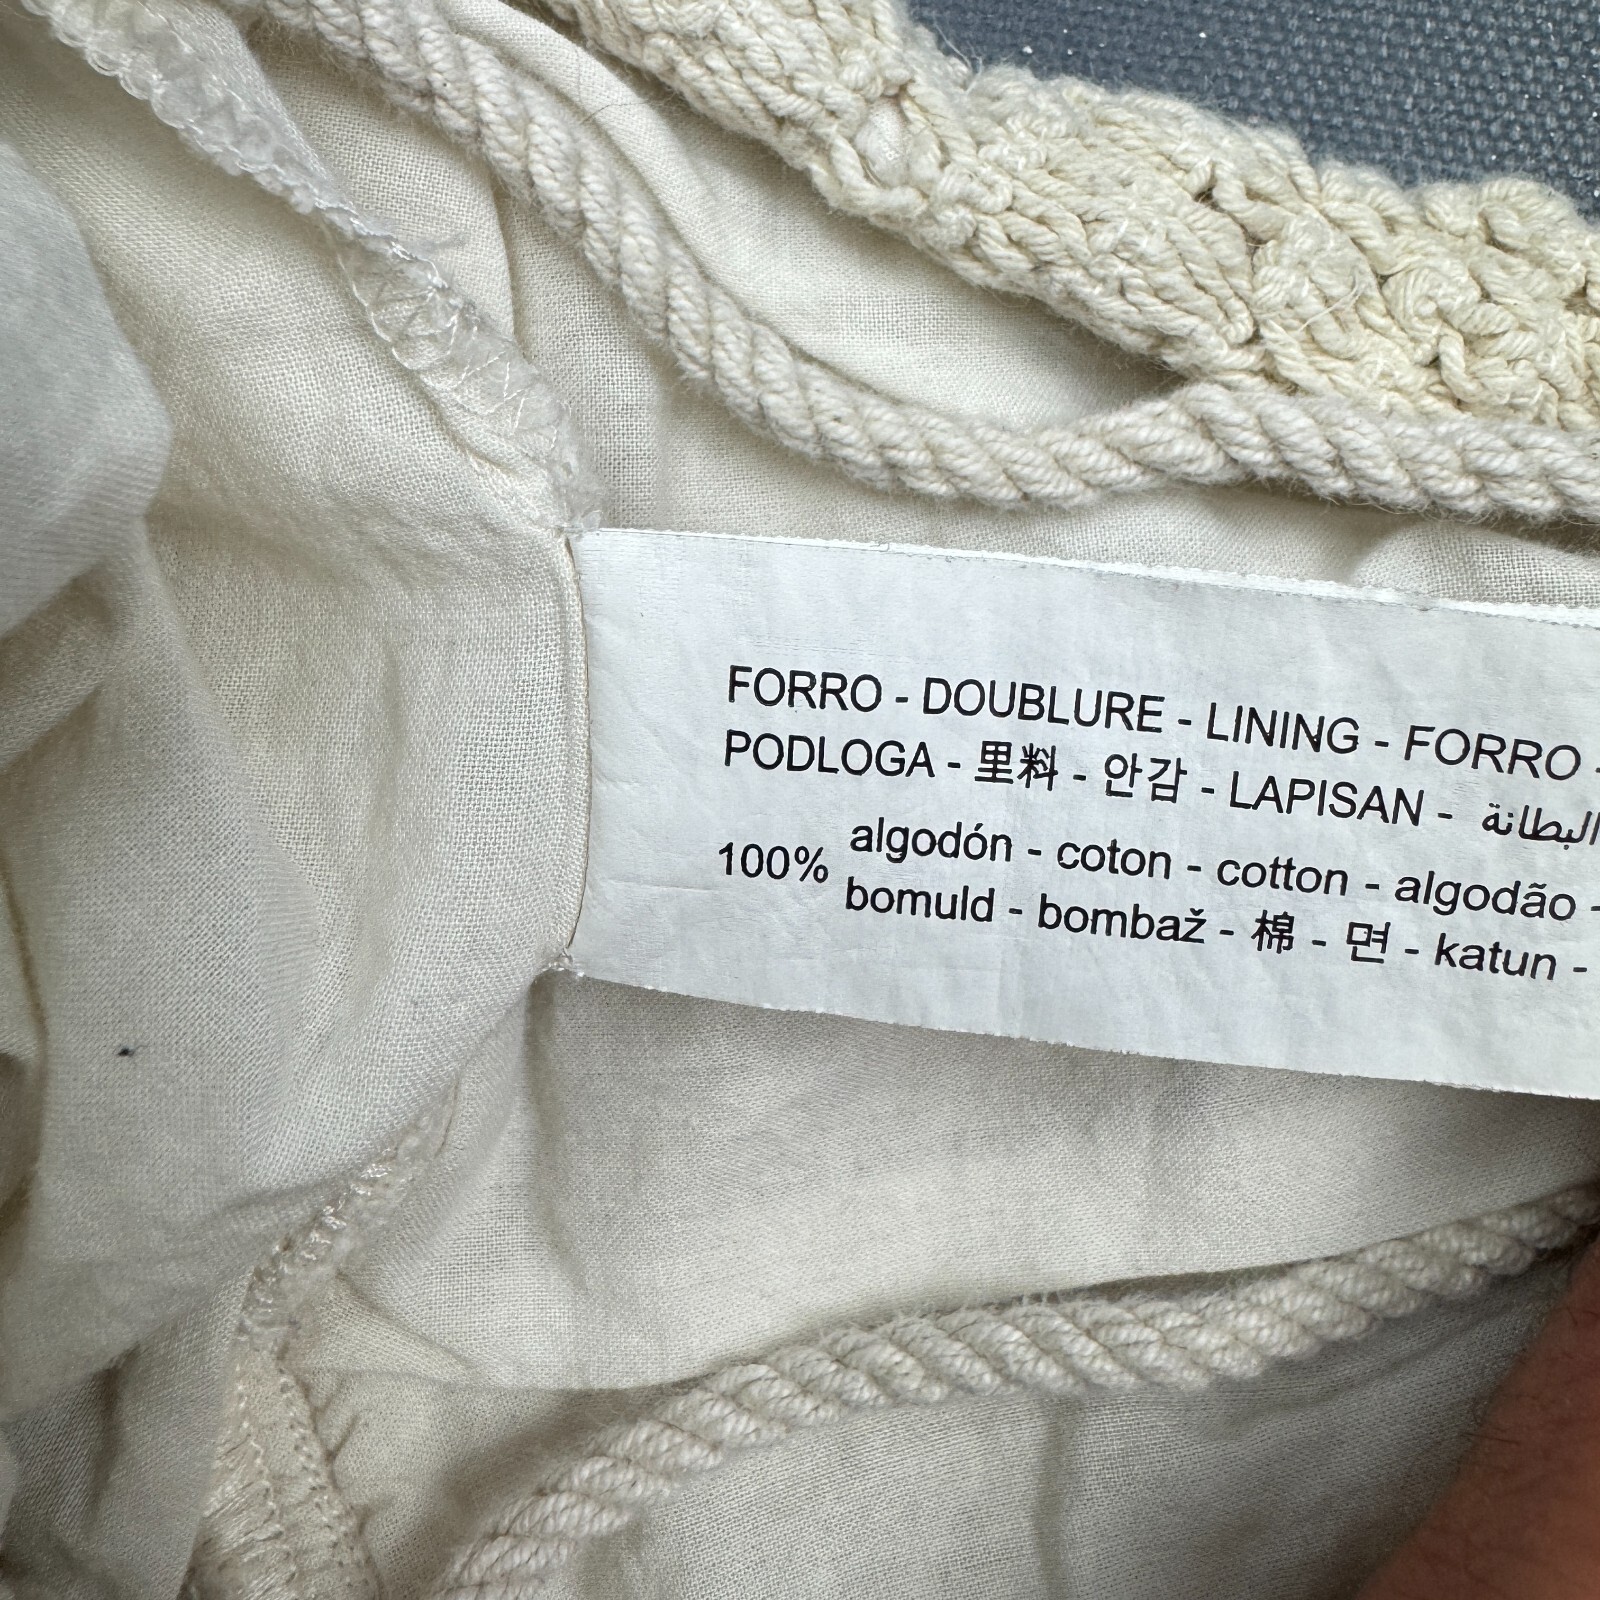 FORRO - DOUBLURE - LINING - FORRO -
PODLOGA - 里料 - 안감 - LAPISAN - البطانة
100% algodón - coton - cotton - algodão -
bomuld - bombaž - 棉 - 면 - katun -